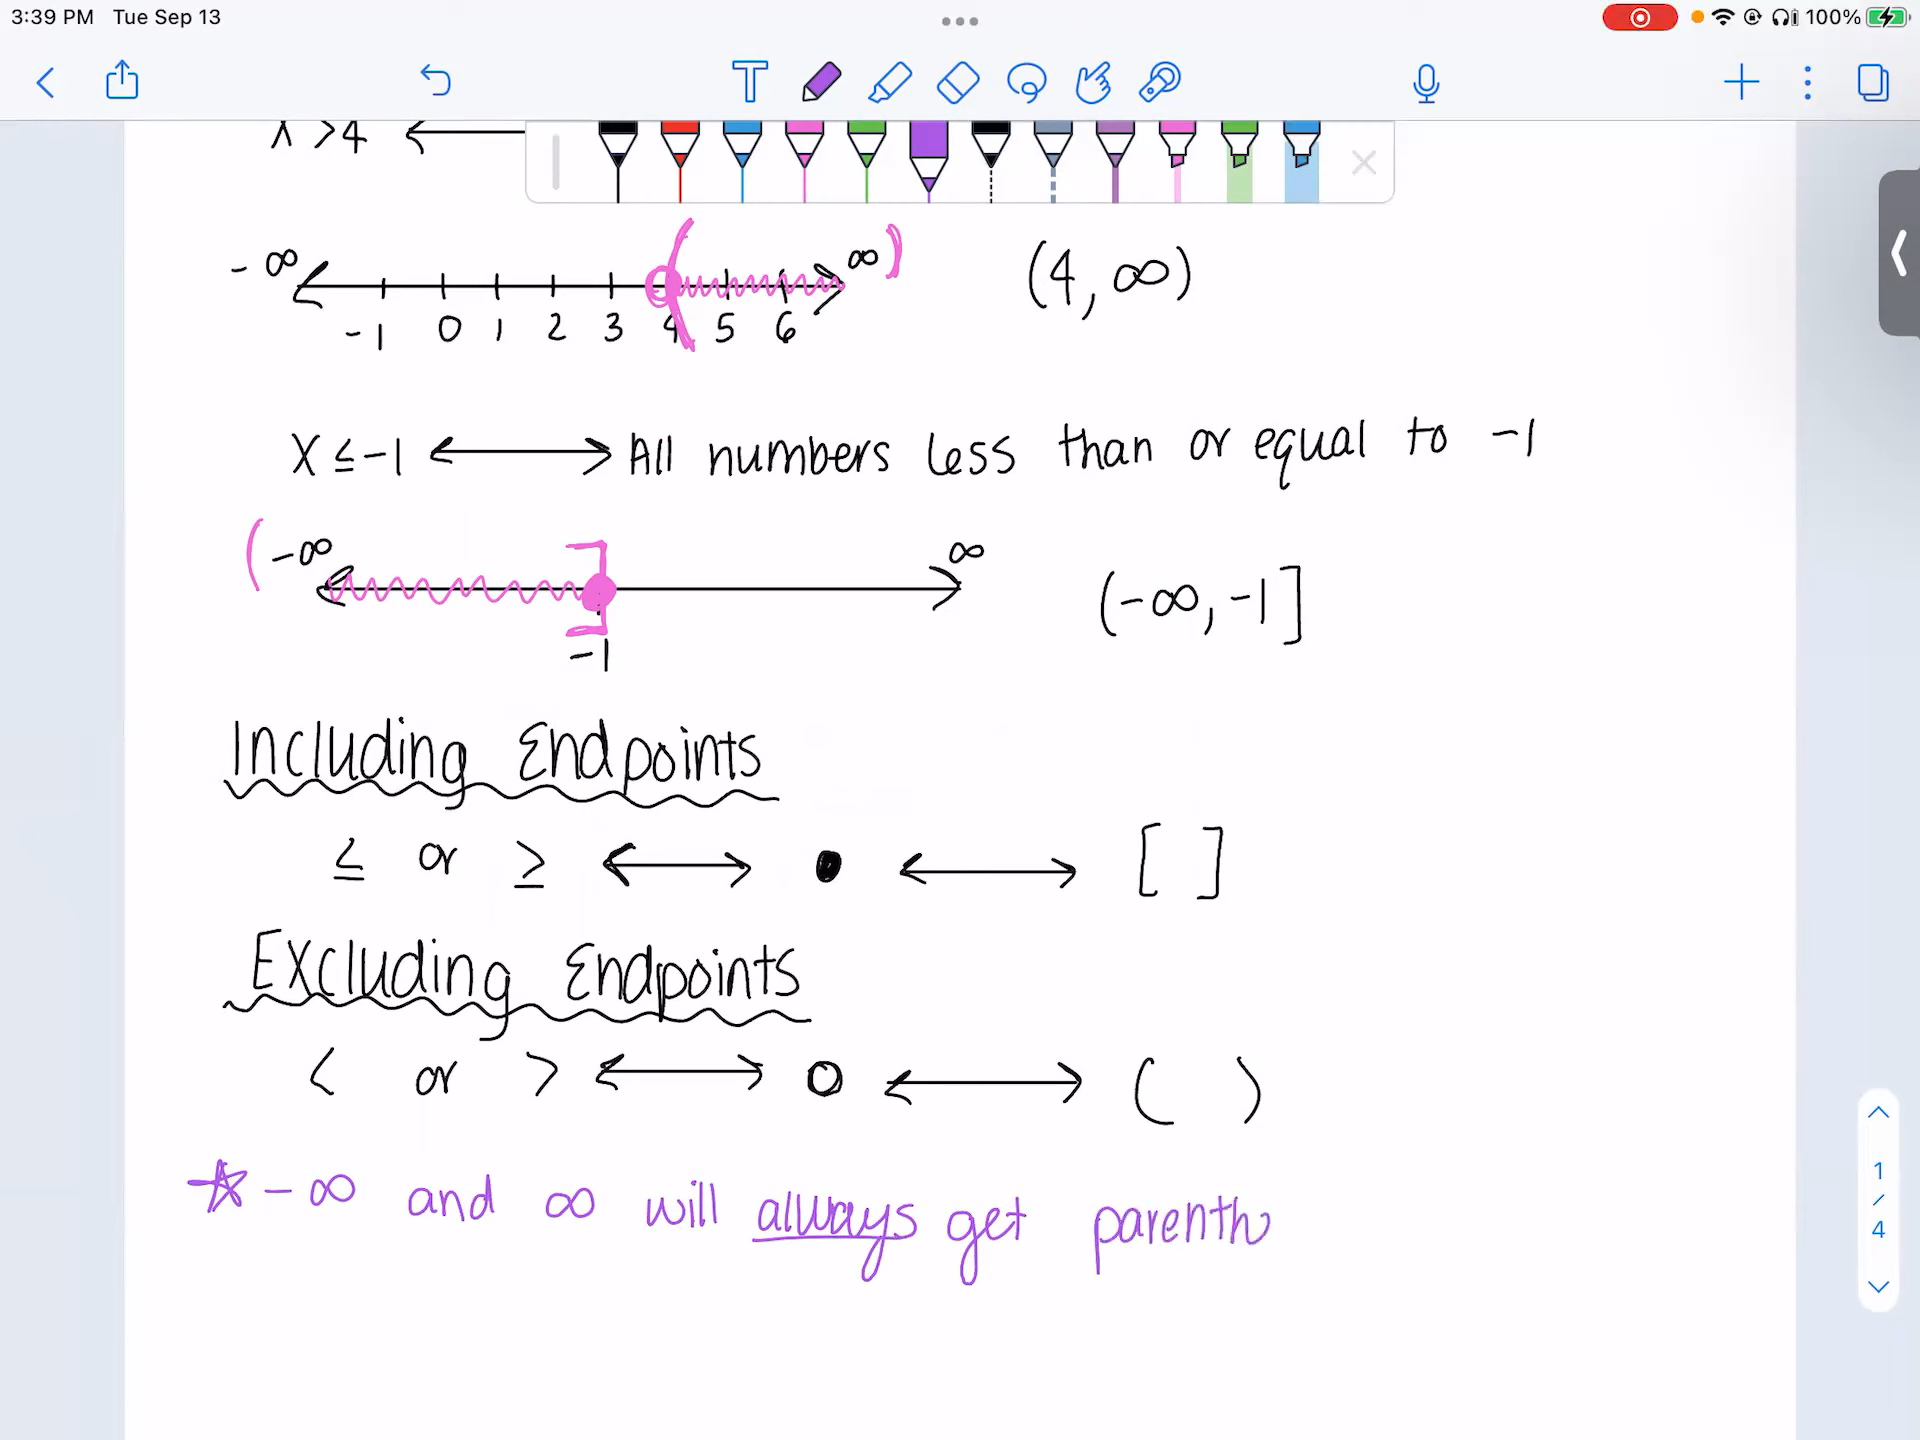 3:39 PM Tue Sep 13 100%
x >4
-∞ ∞) (4, ∞)
-1 0 1 2 3 4 5 6
X ≤ -1 ⟷ All numbers less than or equal to -1
(-∞ ] ∞ (-∞, -1]
-1
Including Endpoints
≤ or ≥ ⟷ ● ⟷ [ ]
Excluding Endpoints
< or > ⟷ ○ ⟷ ( )
☆ -∞ and ∞ will always get parenth
1
/
4